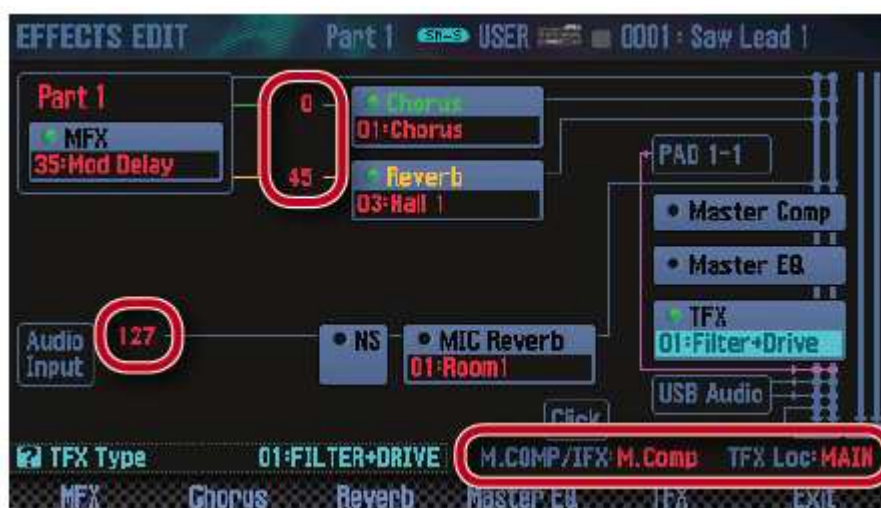 EFFECTS EDIT Part 1 SN-S USER 0001 : Saw Lead 1
Part 1
MFX
35:Mod Delay
0
Chorus
01:Chorus
45
Reverb
03:Hall 1
PAD 1-1
Master Comp
Master EQ
TFX
01:Filter+Drive
Audio
Input
127
NS
MIC Reverb
01:Room1
USB Audio
Click
TFX Type 01:FILTER+DRIVE M.COMP/IFX:M.Comp TFX Loc:MAIN
MFX Chorus Reverb Master EQ TFX Exit